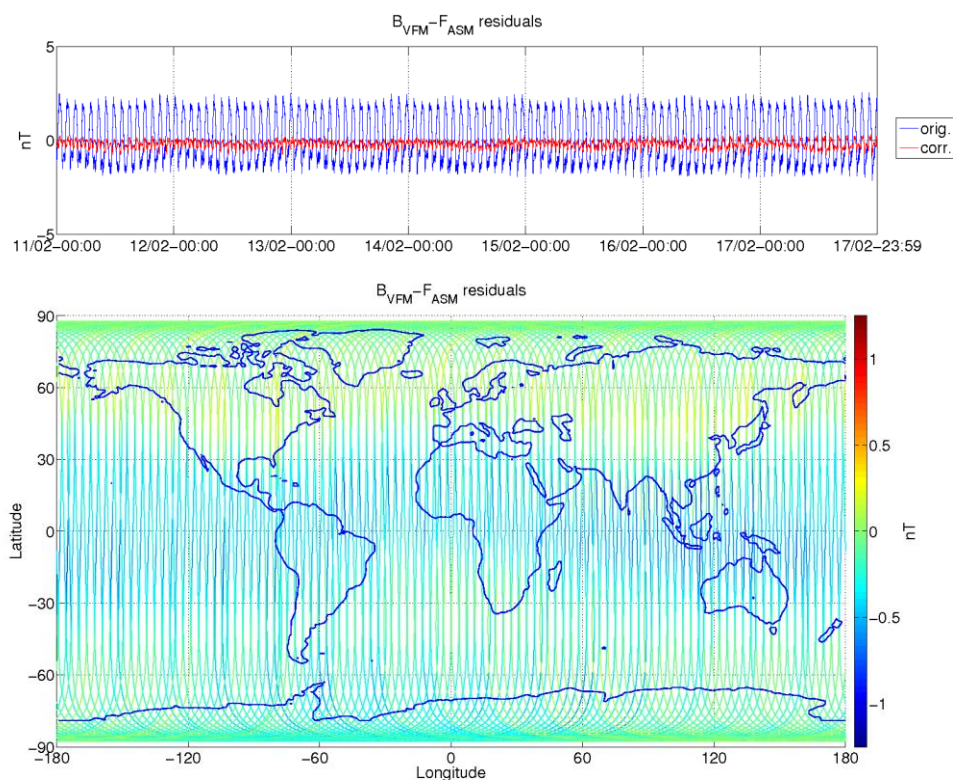 B_VFM−F_ASM residuals
5
0
−5
nT
11/02−00:00 12/02−00:00 13/02−00:00 14/02−00:00 15/02−00:00 16/02−00:00 17/02−00:00 17/02−23:59
orig.
corr.
B_VFM−F_ASM residuals
90
60
30
0
−30
−60
−90
Latitude
−180 −120 −60 0 60 120 180
Longitude
1
0.5
0
−0.5
−1
nT